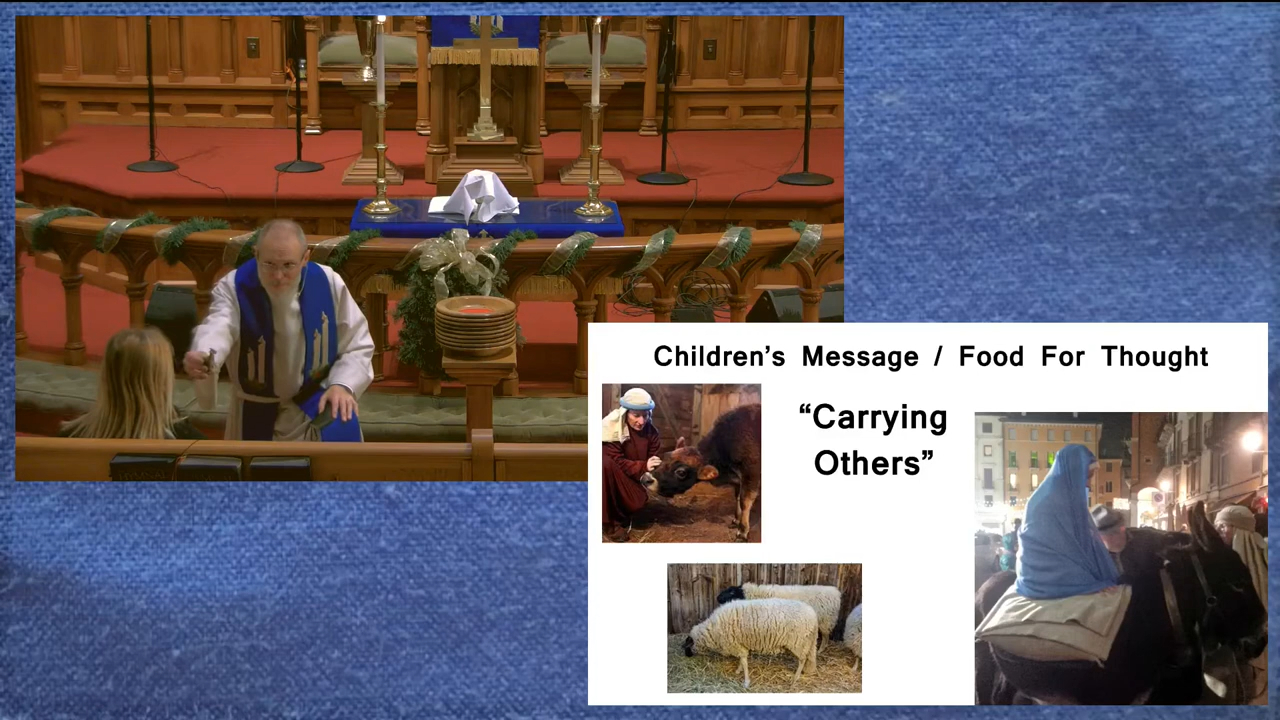 Children's Message / Food For Thought
“Carrying
Others”